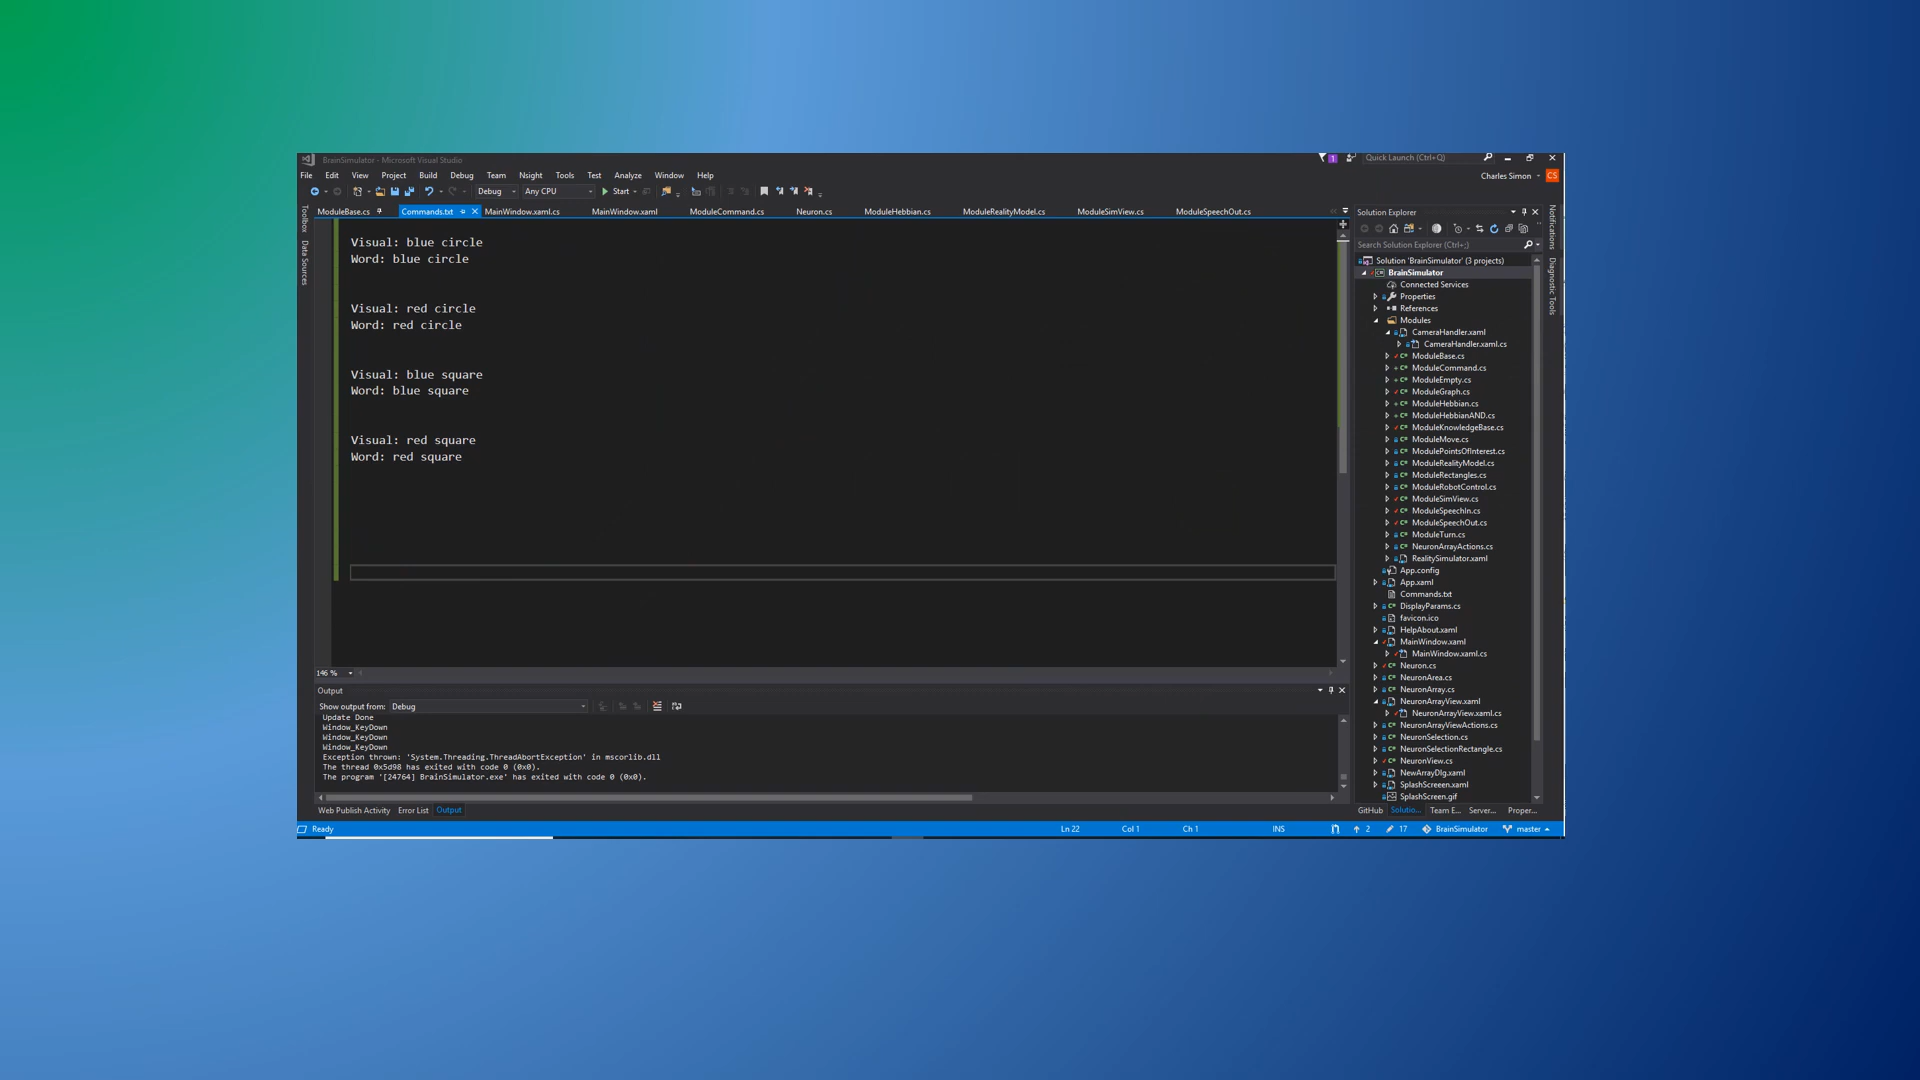 BrainSimulator - Microsoft Visual Studio
1
Quick Launch (Ctrl+Q)
File Edit View Project Build Debug Team Nsight Tools Test Analyze Window Help
Charles Simon CS
Debug Any CPU Start
ModuleBase.cs Commands.txt MainWindow.xaml.cs MainWindow.xaml ModuleCommand.cs Neuron.cs ModuleHebbian.cs ModuleRealityModel.cs ModuleSimView.cs ModuleSpeechOut.cs
Toolbox
Data Sources
Visual: blue circle
Word: blue circle
Visual: red circle
Word: red circle
Visual: blue square
Word: blue square
Visual: red square
Word: red square
146 %
Output
Show output from: Debug
Update Done
Window_KeyDown
Window_KeyDown
Window_KeyDown
Exception thrown: 'System.Threading.ThreadAbortException' in mscorlib.dll
The thread 0x5d98 has exited with code 0 (0x0).
The program '[24764] BrainSimulator.exe' has exited with code 0 (0x0).
Web Publish Activity Error List Output
Solution Explorer
Search Solution Explorer (Ctrl+;)
Solution 'BrainSimulator' (3 projects)
BrainSimulator
Connected Services
Properties
References
Modules
CameraHandler.xaml
CameraHandler.xaml.cs
ModuleBase.cs
ModuleCommand.cs
ModuleEmpty.cs
ModuleGraph.cs
ModuleHebbian.cs
ModuleHebbianAND.cs
ModuleKnowledgeBase.cs
ModuleMove.cs
ModulePointsOfInterest.cs
ModuleRealityModel.cs
ModuleRectangles.cs
ModuleRobotControl.cs
ModuleSimView.cs
ModuleSpeechIn.cs
ModuleSpeechOut.cs
ModuleTurn.cs
NeuronArrayActions.cs
RealitySimulator.xaml
App.config
App.xaml
Commands.txt
DisplayParams.cs
favicon.ico
HelpAbout.xaml
MainWindow.xaml
MainWindow.xaml.cs
Neuron.cs
NeuronArea.cs
NeuronArray.cs
NeuronArrayView.xaml
NeuronArrayView.xaml.cs
NeuronArrayViewActions.cs
NeuronSelection.cs
NeuronSelectionRectangle.cs
NeuronView.cs
NewArrayDlg.xaml
SplashScreeen.xaml
SplashScreen.gif
GitHub Solutio... Team E... Server... Proper...
Notifications
Diagnostic Tools
Ready Ln 22 Col 1 Ch 1 INS 2 17 BrainSimulator master